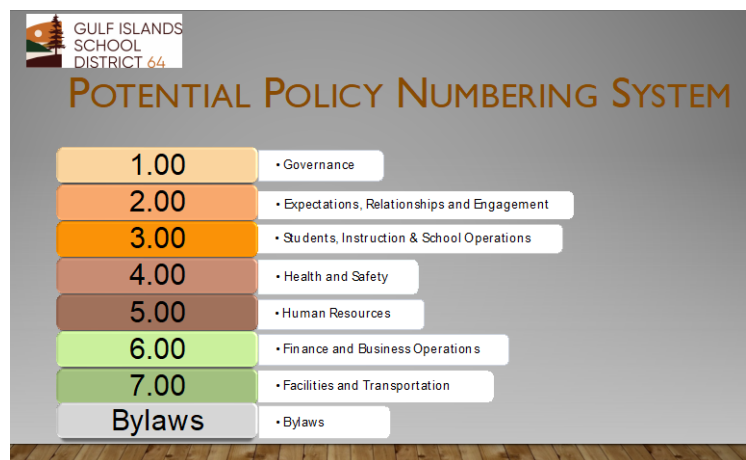 GULF ISLANDS
SCHOOL
DISTRICT 64
POTENTIAL POLICY NUMBERING SYSTEM
1.00 • Governance
2.00 • Expectations, Relationships and Engagement
3.00 • Students, Instruction & School Operations
4.00 • Health and Safety
5.00 • Human Resources
6.00 • Finance and Business Operations
7.00 • Facilities and Transportation
Bylaws • Bylaws